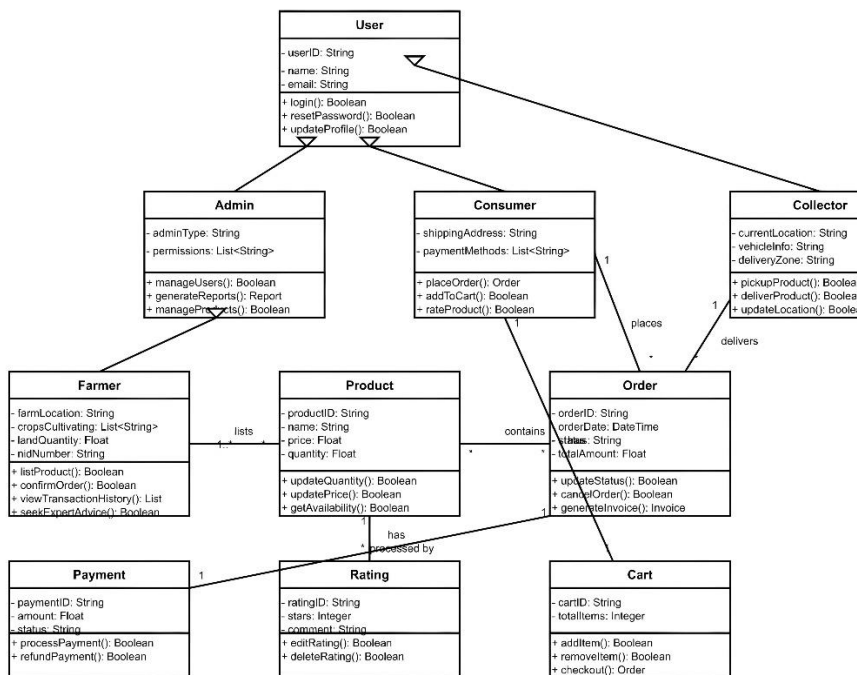 User
- userID: String
- name: String
- email: String
+ login(): Boolean
+ resetPassword(): Boolean
+ updateProfile(): Boolean
Admin
- adminType: String
- permissions: List<String>
+ manageUsers(): Boolean
+ generateReports(): Report
+ manageProducts(): Boolean
Consumer
- shippingAddress: String
- paymentMethods: List<String>
+ placeOrder(): Order
+ addToCart(): Boolean
+ rateProduct(): Boolean
Collector
- currentLocation: String
- vehicleInfo: String
- deliveryZone: String
+ pickupProduct(): Boolea
+ deliverProduct(): Boolea
+ updateLocation(): Boolea
1
places
*
1
delivers
*
1
Farmer
- farmLocation: String
- cropsCultivating: List<String>
- landQuantity: Float
- nidNumber: String
+ listProduct(): Boolean
+ confirmOrder(): Boolean
+ viewTransactionHistory(): List
+ seekExpertAdvice(): Boolean
lists
1..*
*
Product
- productID: String
- name: String
- price: Float
- quantity: Float
+ updateQuantity(): Boolean
+ updatePrice(): Boolean
+ getAvailability(): Boolean
contains
*
*
Order
- orderID: String
- orderDate: DateTime
- status: String
has
- totalAmount: Float
+ updateStatus(): Boolean
+ cancelOrder(): Boolean
+ generateInvoice(): Invoice
1
has
*
processed by
1
1
1
Payment
- paymentID: String
- amount: Float
- status: String
+ processPayment(): Boolean
+ refundPayment(): Boolean
Rating
- ratingID: String
- stars: Integer
- comment: String
+ editRating(): Boolean
+ deleteRating(): Boolean
Cart
- cartID: String
- totalItems: Integer
+ addItem(): Boolean
+ removeItem(): Boolean
+ checkout(): Order